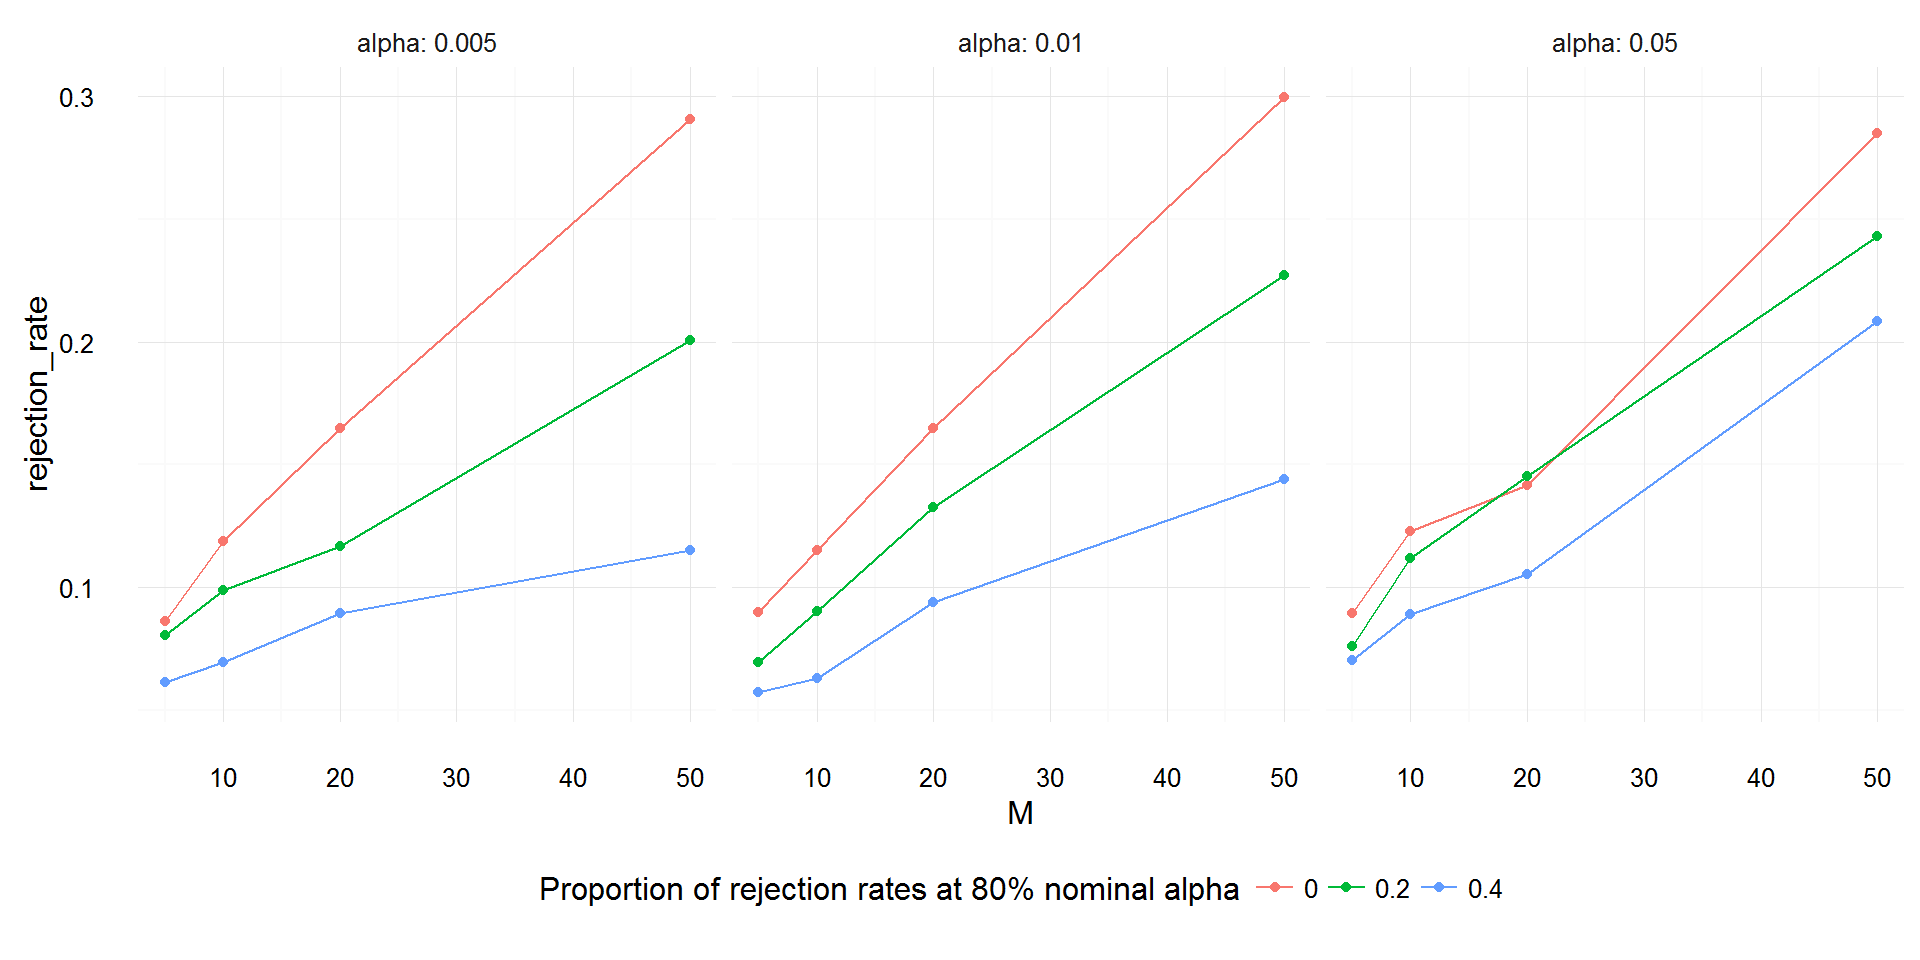 alpha: 0.005 alpha: 0.01 alpha: 0.05
0.3
0.2
0.1
rejection_rate
10 20 30 40 50 10 20 30 40 50 10 20 30 40 50
M
Proportion of rejection rates at 80% nominal alpha 0 0.2 0.4